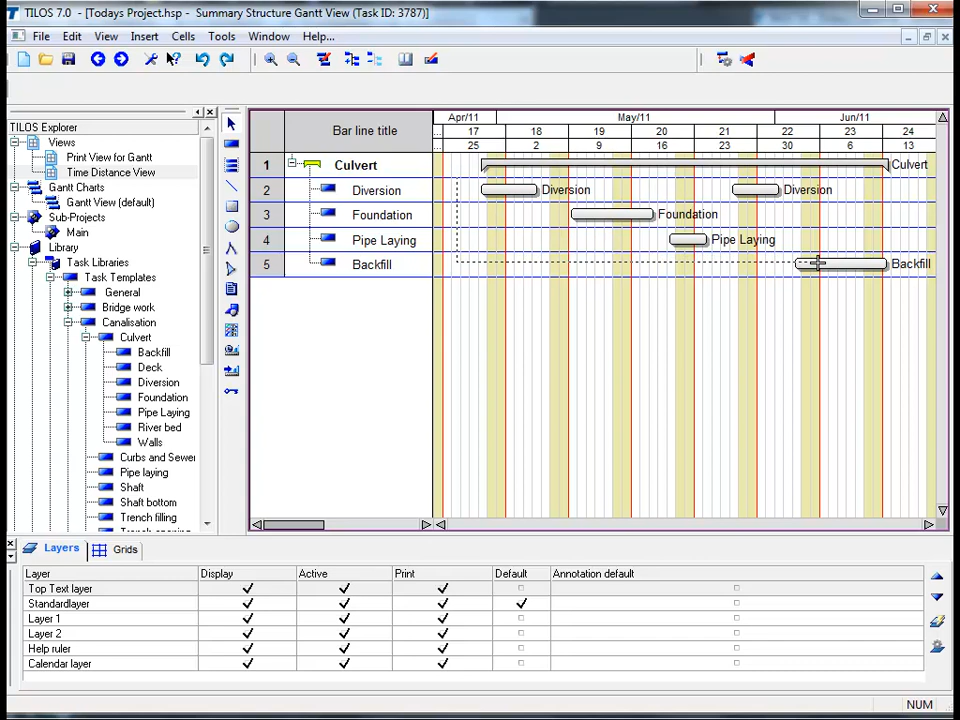 TILOS 7.0 - [Todays Project.hsp - Summary Structure Gantt View (Task ID: 3787)]
File Edit View Insert Cells Tools Window Help...
TILOS Explorer
Views
Print View for Gantt
Time Distance View
Gantt Charts
Gantt View (default)
Sub-Projects
Main
Library
Task Libraries
Task Templates
General
Bridge work
Canalisation
Culvert
Backfill
Deck
Diversion
Foundation
Pipe Laying
River bed
Walls
Curbs and Sewer
Pipe laying
Shaft
Shaft bottom
Trench filling
Bar line title
Apr/11 May/11 Jun/11
... 17 18 19 20 21 22 23 24
... 25 2 9 16 23 30 6 13
1 Culvert Culvert
2 Diversion Diversion Diversion
3 Foundation Foundation
4 Pipe Laying Pipe Laying
5 Backfill Backfill
Layers Grids
Layer Display Active Print Default Annotation default
Top Text layer
Standardlayer
Layer 1
Layer 2
Help ruler
Calendar layer
NUM